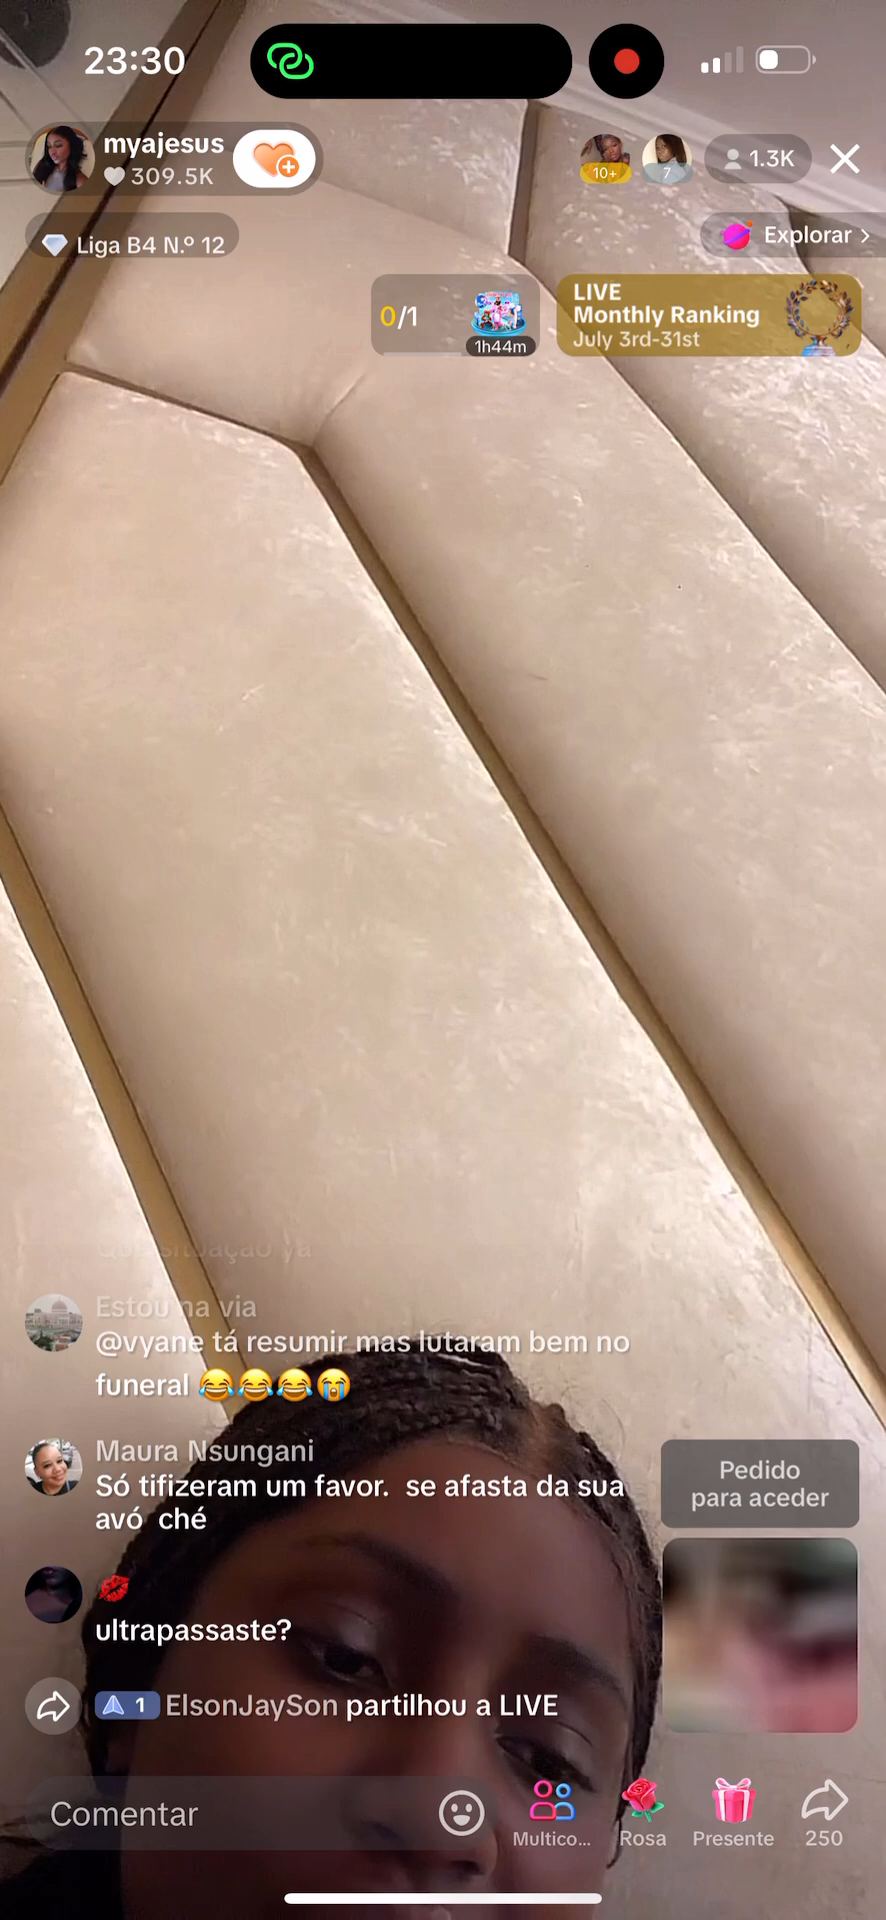 23:30
myajesus
309.5K
1.3K
10+
7
Liga B4 N.º 12
Explorar >
0/1
1h44m
LIVE
Monthly Ranking
July 3rd-31st
situação ya
Estou na via
@vyane tá resumir mas lutaram bem no
funeral 😂😂😂😭
Maura Nsungani
Só tifizeram um favor. se afasta da sua
avó ché
💋
ultrapassaste?
1 ElsonJaySon partilhou a LIVE
Pedido
para aceder
Comentar
Multico...
Rosa
Presente
250